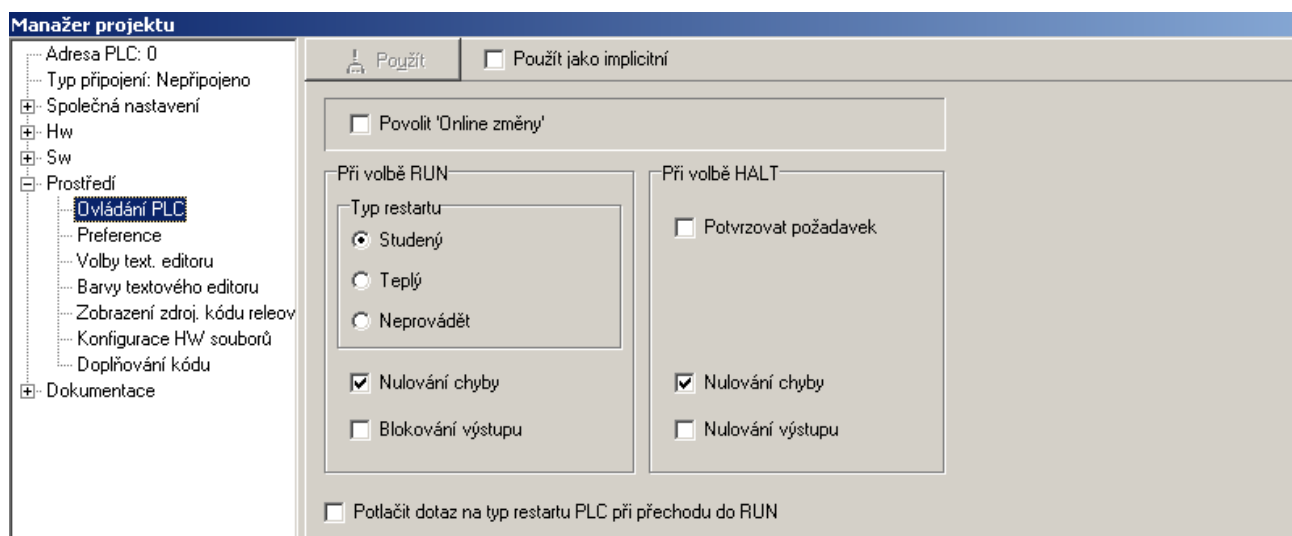 Manažer projektu
Adresa PLC: 0
Typ připojení: Nepřipojeno
Společná nastavení
Hw
Sw
Prostředí
Ovládání PLC
Preference
Volby text. editoru
Barvy textového editoru
Zobrazení zdroj. kódu releov
Konfigurace HW souborů
Doplňování kódu
Dokumentace
Použít
Použít jako implicitní
Povolit 'Online změny'
Při volbě RUN
Typ restartu
Studený
Teplý
Neprovádět
Nulování chyby
Blokování výstupu
Při volbě HALT
Potvrzovat požadavek
Nulování chyby
Nulování výstupu
Potlačit dotaz na typ restartu PLC při přechodu do RUN